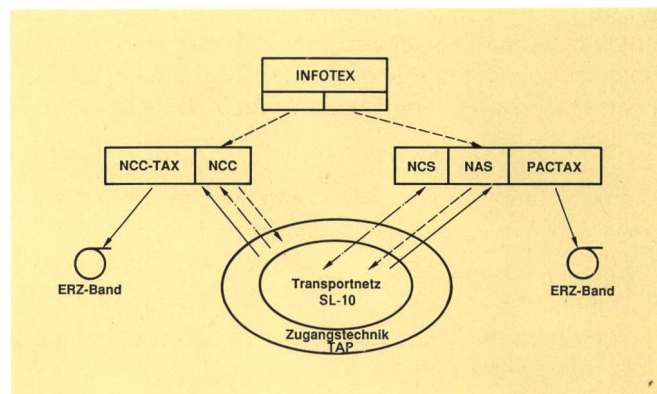 INFOTEX
NCC-TAX NCC
NCS NAS PACTAX
ERZ-Band
Transportnetz
SL-10
ERZ-Band
Zugangstechnik
TAP